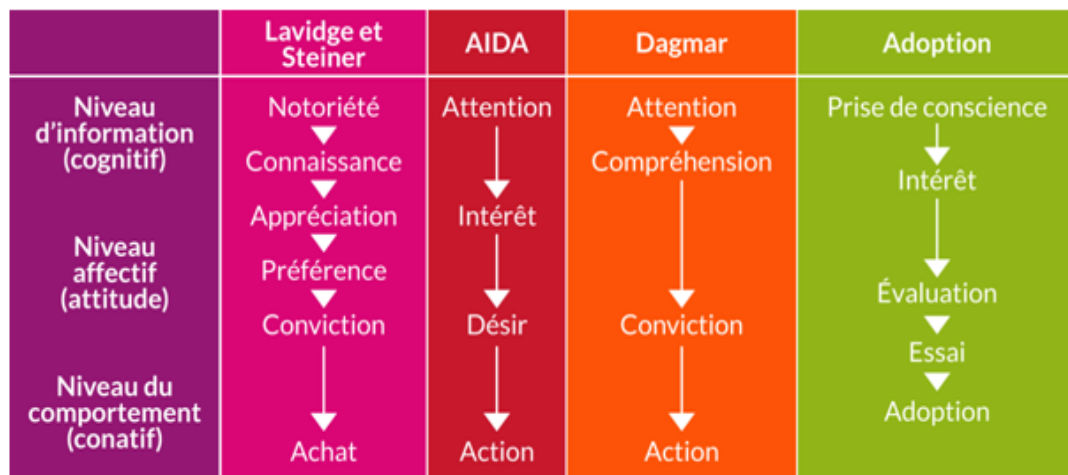 Lavidge et
Steiner
AIDA
Dagmar
Adoption
Niveau
d'information
(cognitif)
Niveau
affectif
(attitude)
Niveau du
comportement
(conatif)
Notoriété
Connaissance
Appréciation
Préférence
Conviction
Achat
Attention
Intérêt
Désir
Action
Attention
Compréhension
Conviction
Action
Prise de conscience
Intérêt
Évaluation
Essai
Adoption